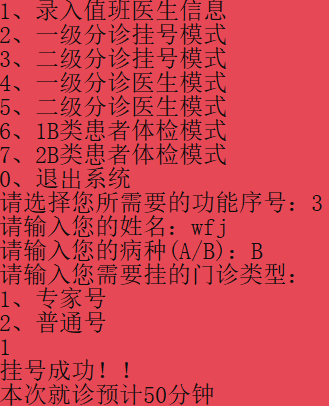 1、录入值班医生信息
2、一级分诊挂号模式
3、二级分诊挂号模式
4、一级分诊医生模式
5、二级分诊医生模式
6、1B类患者体检模式
7、2B类患者体检模式
0、退出系统
请选择您所需要的功能序号：3
请输入您的姓名：wfj
请输入您的病种(A/B)：B
请输入您需要挂的门诊类型：
1、专家号
2、普通号
1
挂号成功！！
本次就诊预计50分钟